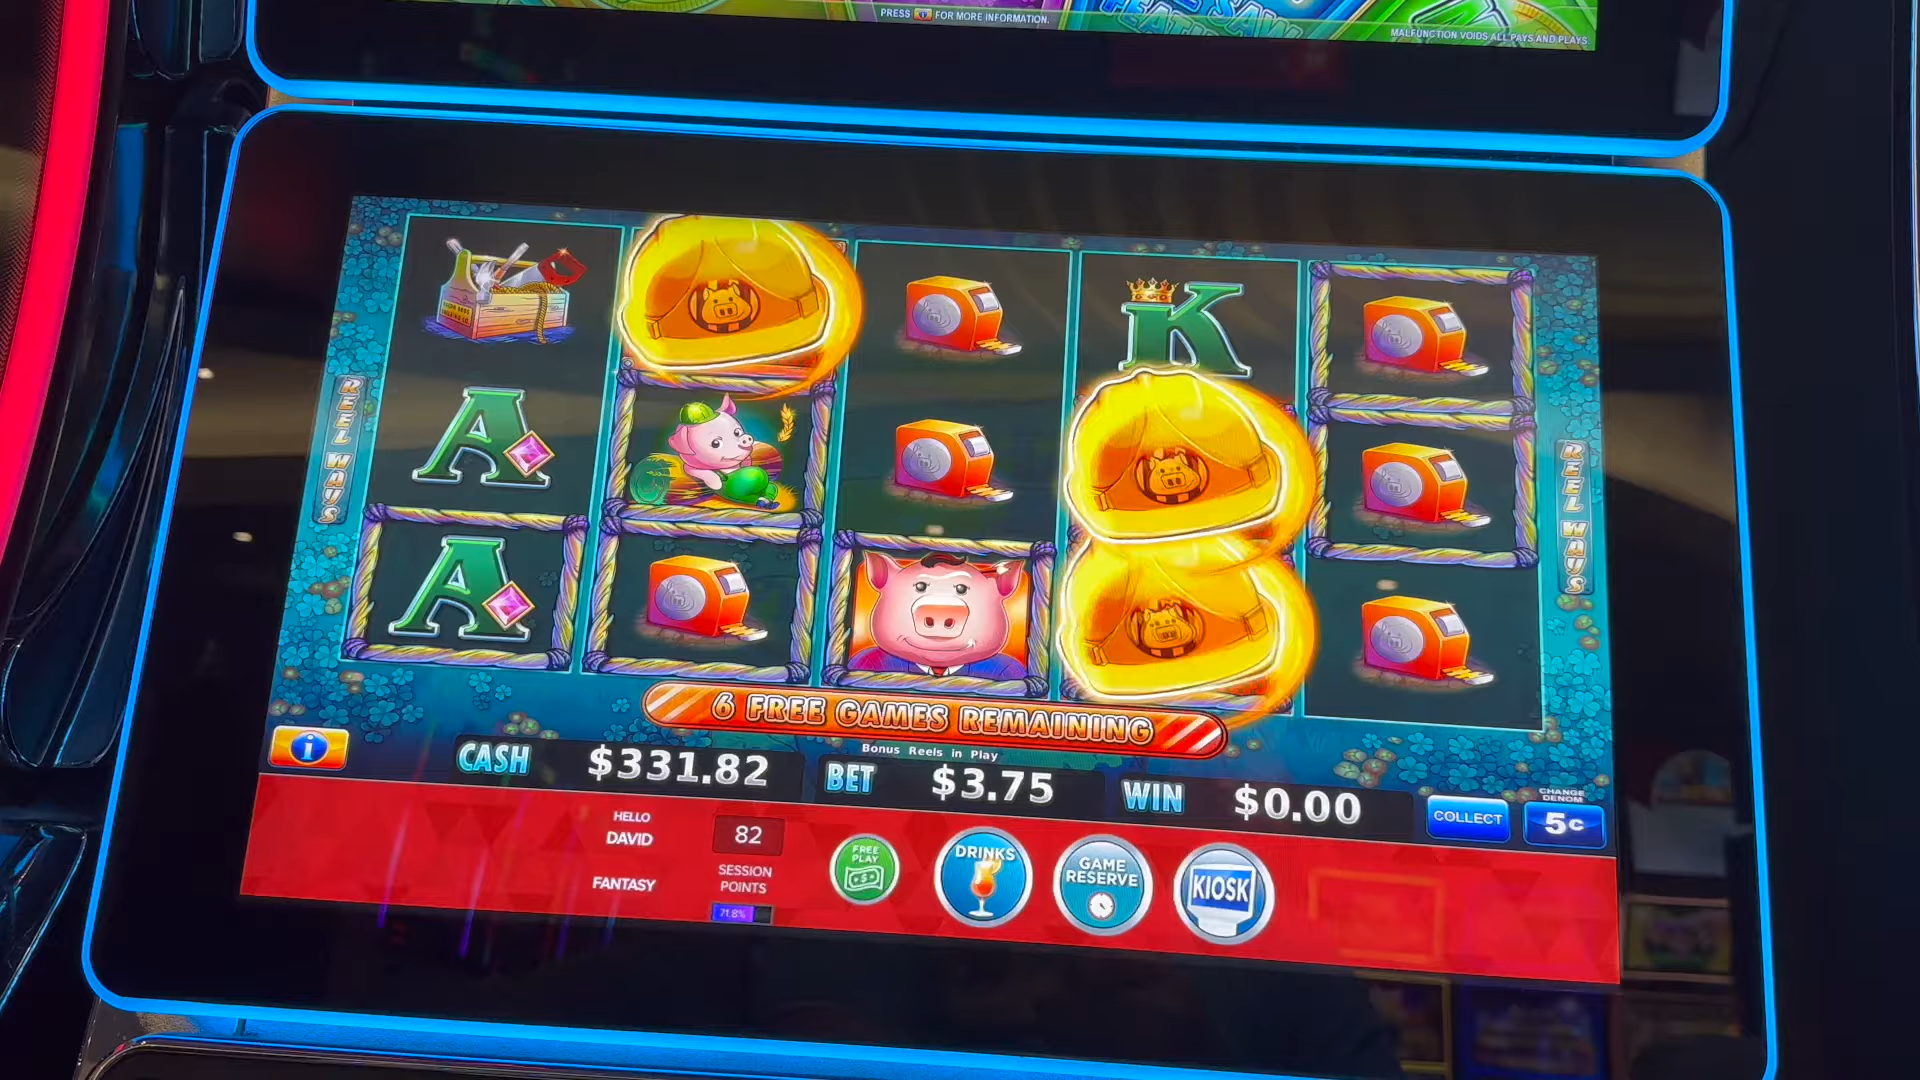 PRESS FOR MORE INFORMATION.
MALFUNCTION VOIDS ALL PAYS AND PLAYS.
K
A
A
REEL WAYS
REEL WAYS
6 FREE GAMES REMAINING
Bonus Reels in Play
CASH $331.82 BET $3.75 WIN $0.00
COLLECT
CHANGE
DENOM
5¢
HELLO
DAVID
FANTASY
82
SESSION
POINTS
71.8%
FREE
PLAY
DRINKS
GAME
RESERVE
KIOSK